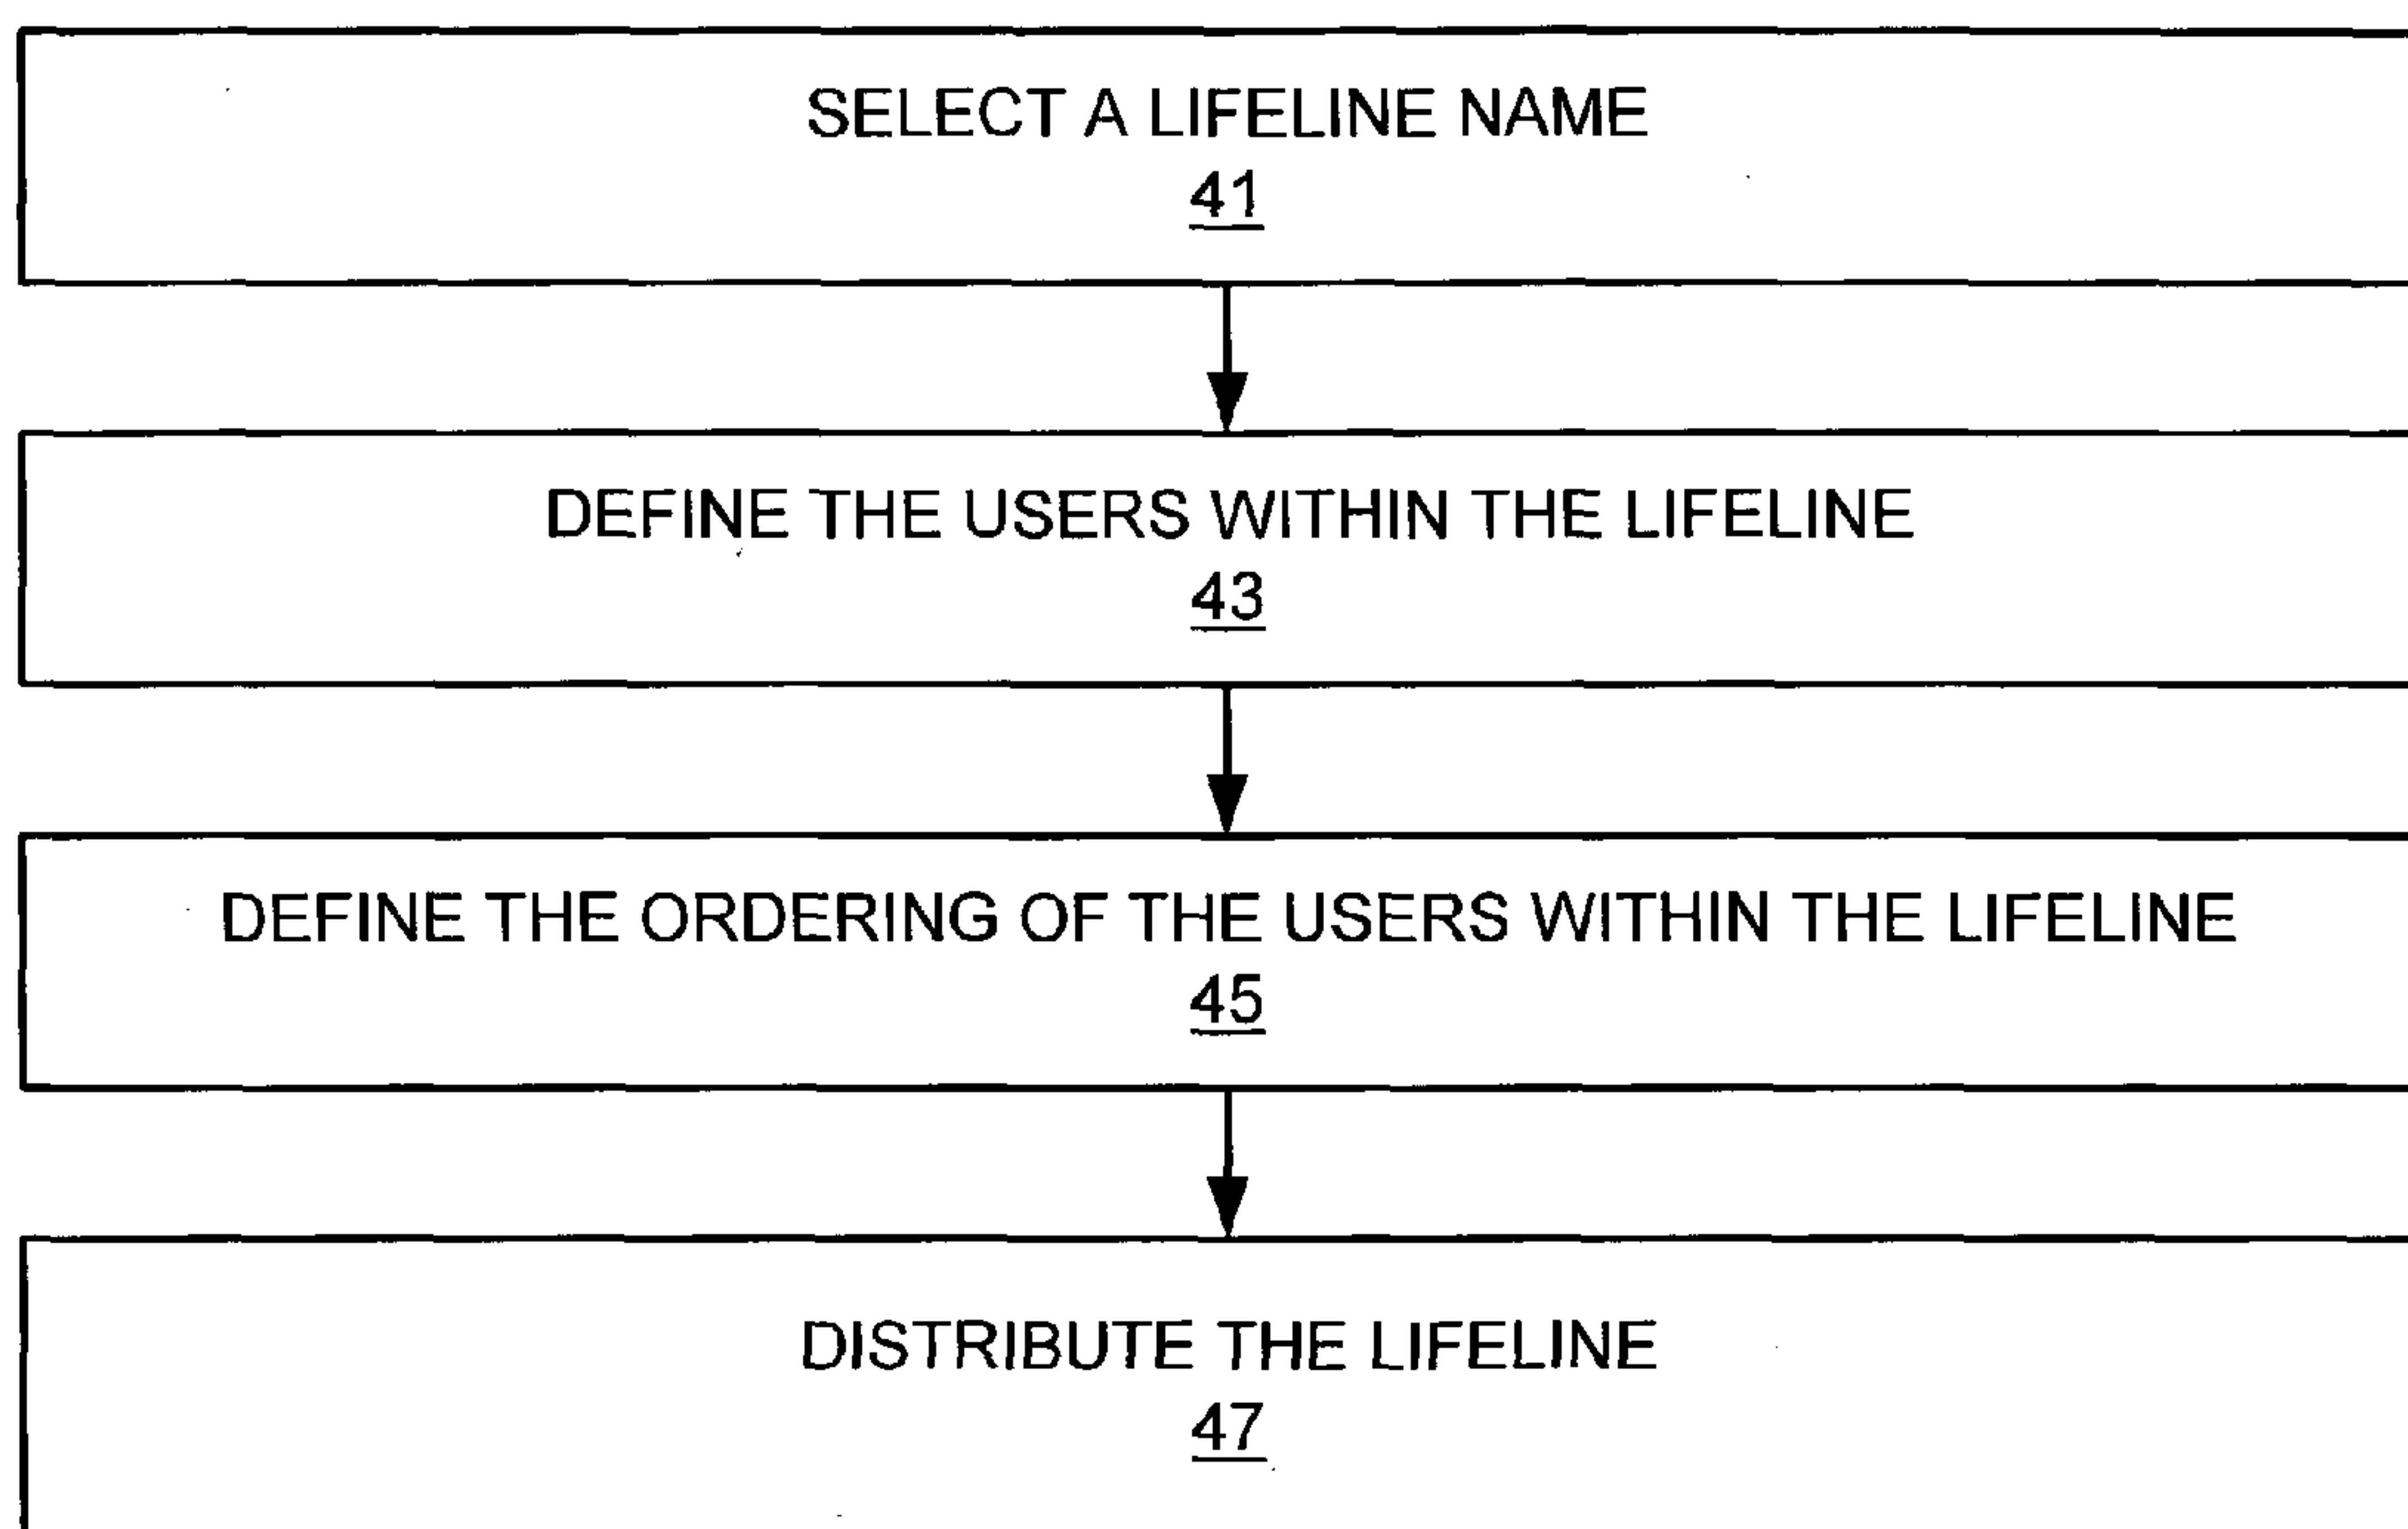 SELECT A LIFELINE NAME
41
DEFINE THE USERS WITHIN THE LIFELINE
43
DEFINE THE ORDERING OF THE USERS WITHIN THE LIFELINE
45
DISTRIBUTE THE LIFELINE
47